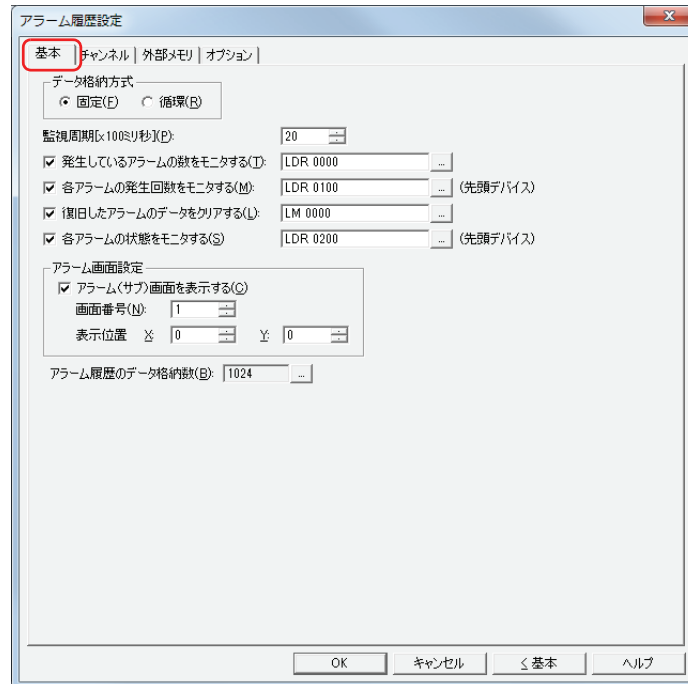 アラーム履歴設定
基本 チャンネル 外部メモリ オプション
データ格納方式
固定(F) 循環(R)
監視周期[×100ミリ秒](P): 20
発生しているアラームの数をモニタする(T): LDR 0000 ...
各アラームの発生回数をモニタする(M): LDR 0100 ... (先頭デバイス)
復旧したアラームのデータをクリアする(L): LM 0000 ...
各アラームの状態をモニタする(S) LDR 0200 ... (先頭デバイス)
アラーム画面設定
アラーム(サブ)画面を表示する(C)
画面番号(N): 1
表示位置 X: 0 Y: 0
アラーム履歴のデータ格納数(B): 1024 ...
OK キャンセル < 基本 ヘルプ